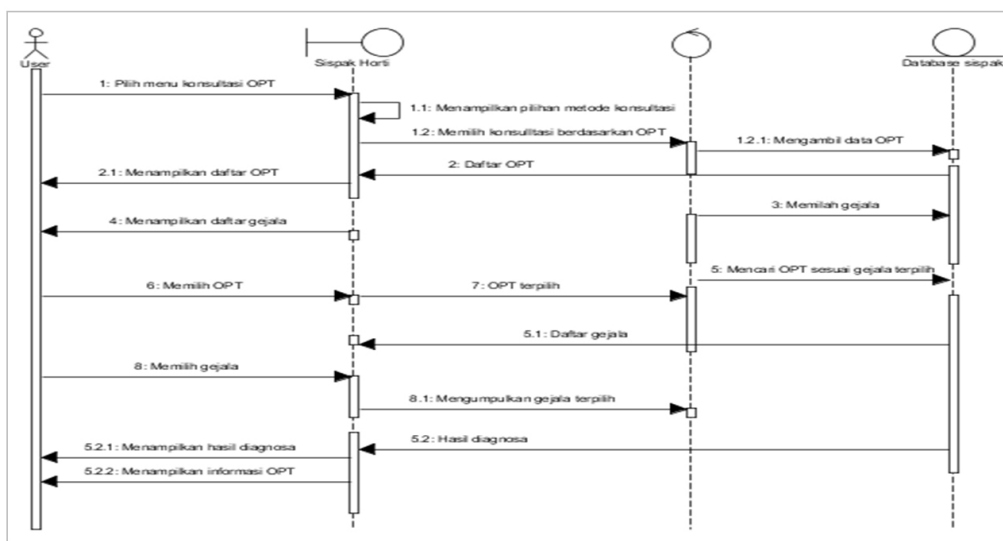 User
Sispak Horti
Database sispak
1: Pilih menu konsultasi OPT
1.1: Menampilkan pilihan metode konsultasi
1.2: Memilih konsulltasi berdasarkan OPT
1.2.1: Mengambil data OPT
2: Daftar OPT
2.1: Menampilkan daftar OPT
3: Memilah gejala
4: Menampilkan daftar gejala
5: Mencari OPT sesuai gejala terpilih
6: Memilih OPT
7: OPT terpilih
5.1: Daftar gejala
8: Memilih gejala
8.1: Mengumpulkan gejala terpilih
5.2: Hasil diagnosa
5.2.1: Menampilkan hasil diagnosa
5.2.2: Menampilkan informasi OPT